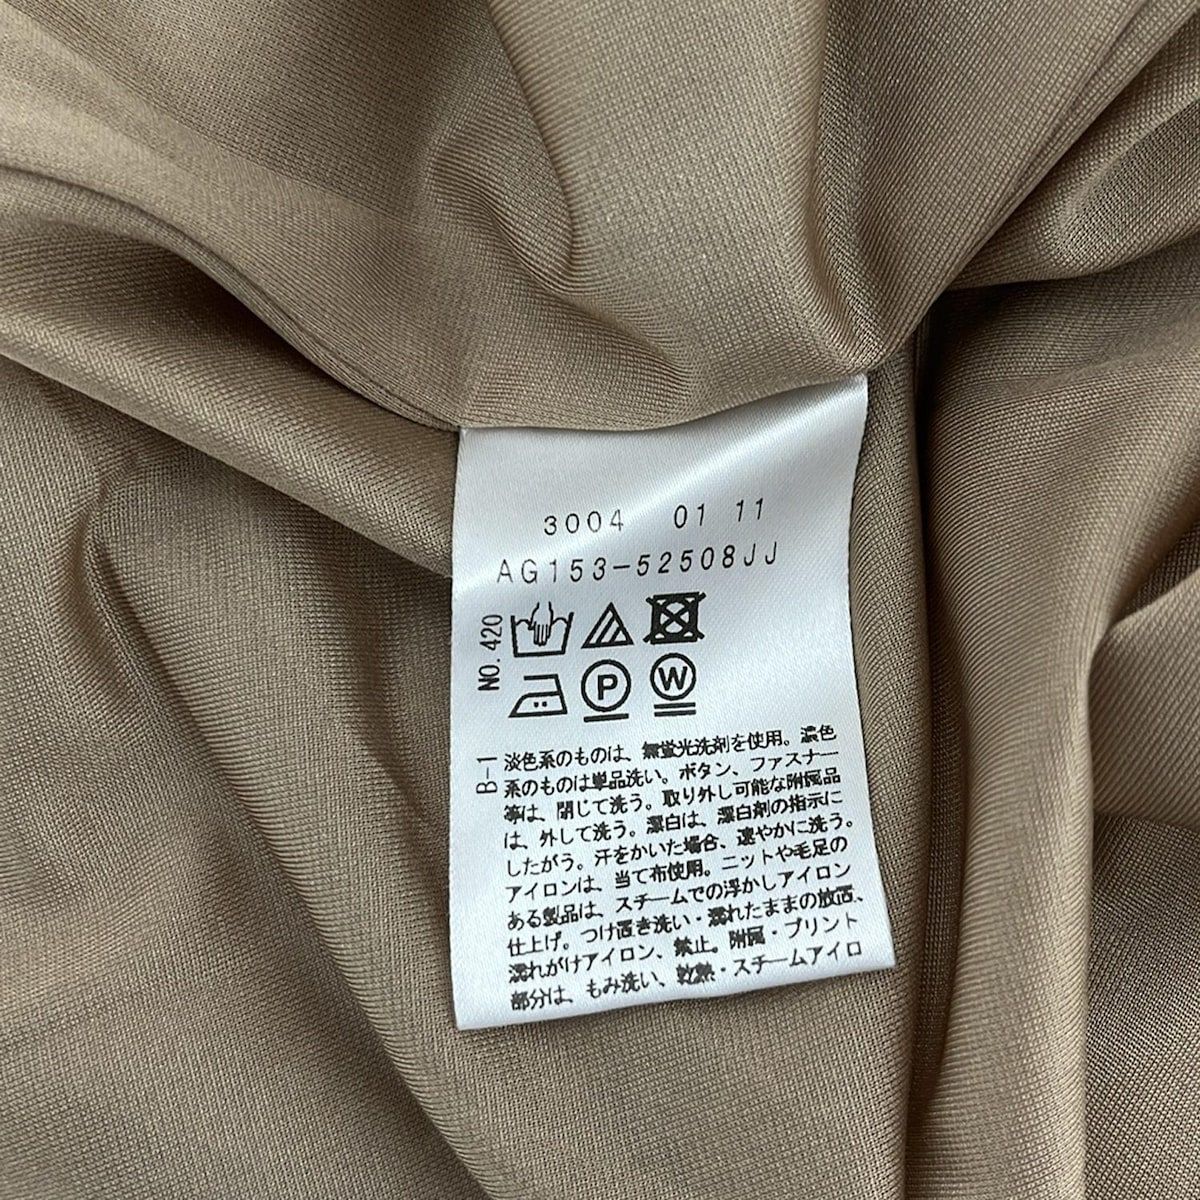 3004 01 11
AG153-52508JJ
NO. 420
P
W
B-1
淡色系のものは、無蛍光洗剤を使用。濃色
系のものは単品洗い。ボタン、ファスナー
等は、閉じて洗う。取り外し可能な附属品
は、外して洗う。漂白は、漂白剤の指示に
したがう。汗をかいた場合、速やかに洗う。
アイロンは、当て布使用。ニットや毛足の
ある製品は、スチームでの浮かしアイロン
仕上げ。つけ置き洗い・濡れたままの放置、
濡れがけアイロン、禁止。附属・プリント
部分は、もみ洗い、乾熱・スチームアイロ